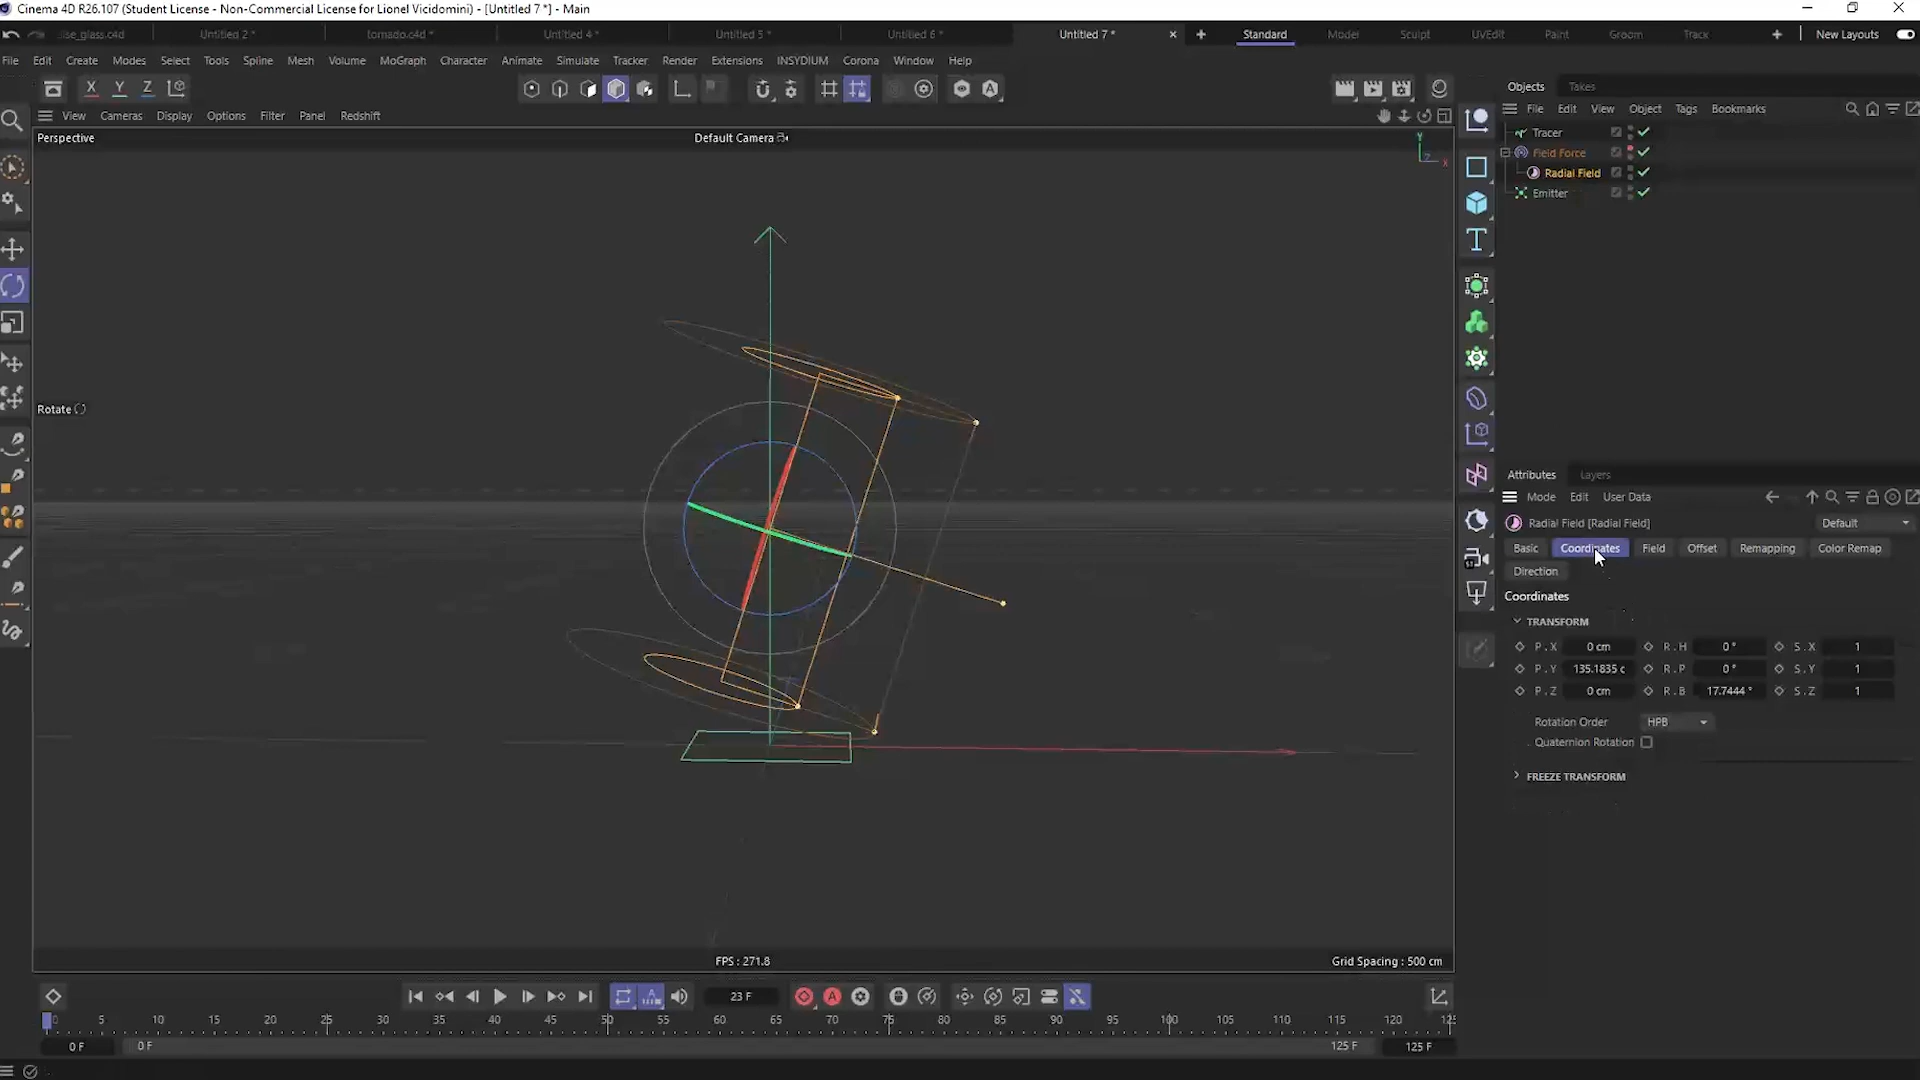 Cinema 4D R26.107 (Student License - Non-Commercial License for Lionel Vicidomini) - [Untitled 7 *] - Main
ise_glass.c4d Untitled 2 * tornado.c4d * Untitled 4 * Untitled 5 * Untitled 6 * Untitled 7 * Standard Model Sculpt UVEdit Paint Groom Track New Layouts
File Edit Create Modes Select Tools Spline Mesh Volume MoGraph Character Animate Simulate Tracker Render Extensions INSYDIUM Corona Window Help
X Y Z
Objects Takes
View Cameras Display Options Filter Panel Redshift
File Edit View Object Tags Bookmarks
Perspective
Default Camera
Y
Z X
Tracer
Field Force
Radial Field
Emitter
Rotate
Attributes Layers
Mode Edit User Data
Radial Field [Radial Field] Default
Basic Coordinates Field Offset Remapping Color Remap
Direction
Coordinates
TRANSFORM
P . X 0 cm R . H 0 ° S . X 1
P . Y 135.1835 c R . P 0 ° S . Y 1
P . Z 0 cm R . B 17.7444 ° S . Z 1
Rotation Order HPB
Quaternion Rotation
FREEZE TRANSFORM
FPS : 271.8
Grid Spacing : 500 cm
23 F
0 5 10 15 20 25 30 35 40 45 50 55 60 65 70 75 80 85 90 95 100 105 110 115 120 125
0 F 0 F 125 F 125 F